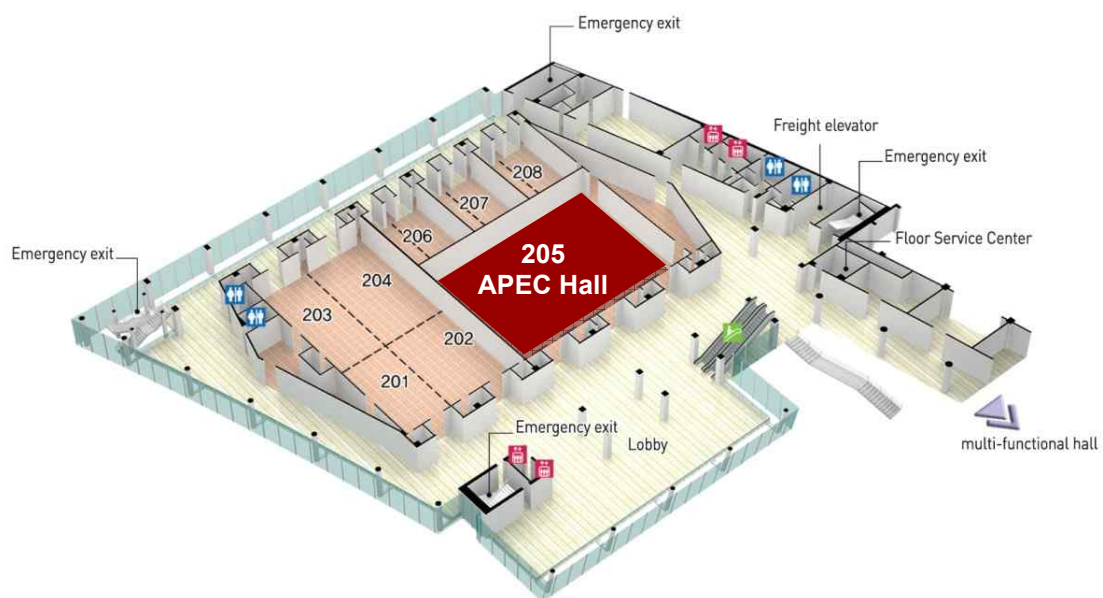 Emergency exit
Freight elevator
Emergency exit
208
207
206
205
APEC Hall
Floor Service Center
Emergency exit
204
203
202
201
Emergency exit
Lobby
multi-functional hall